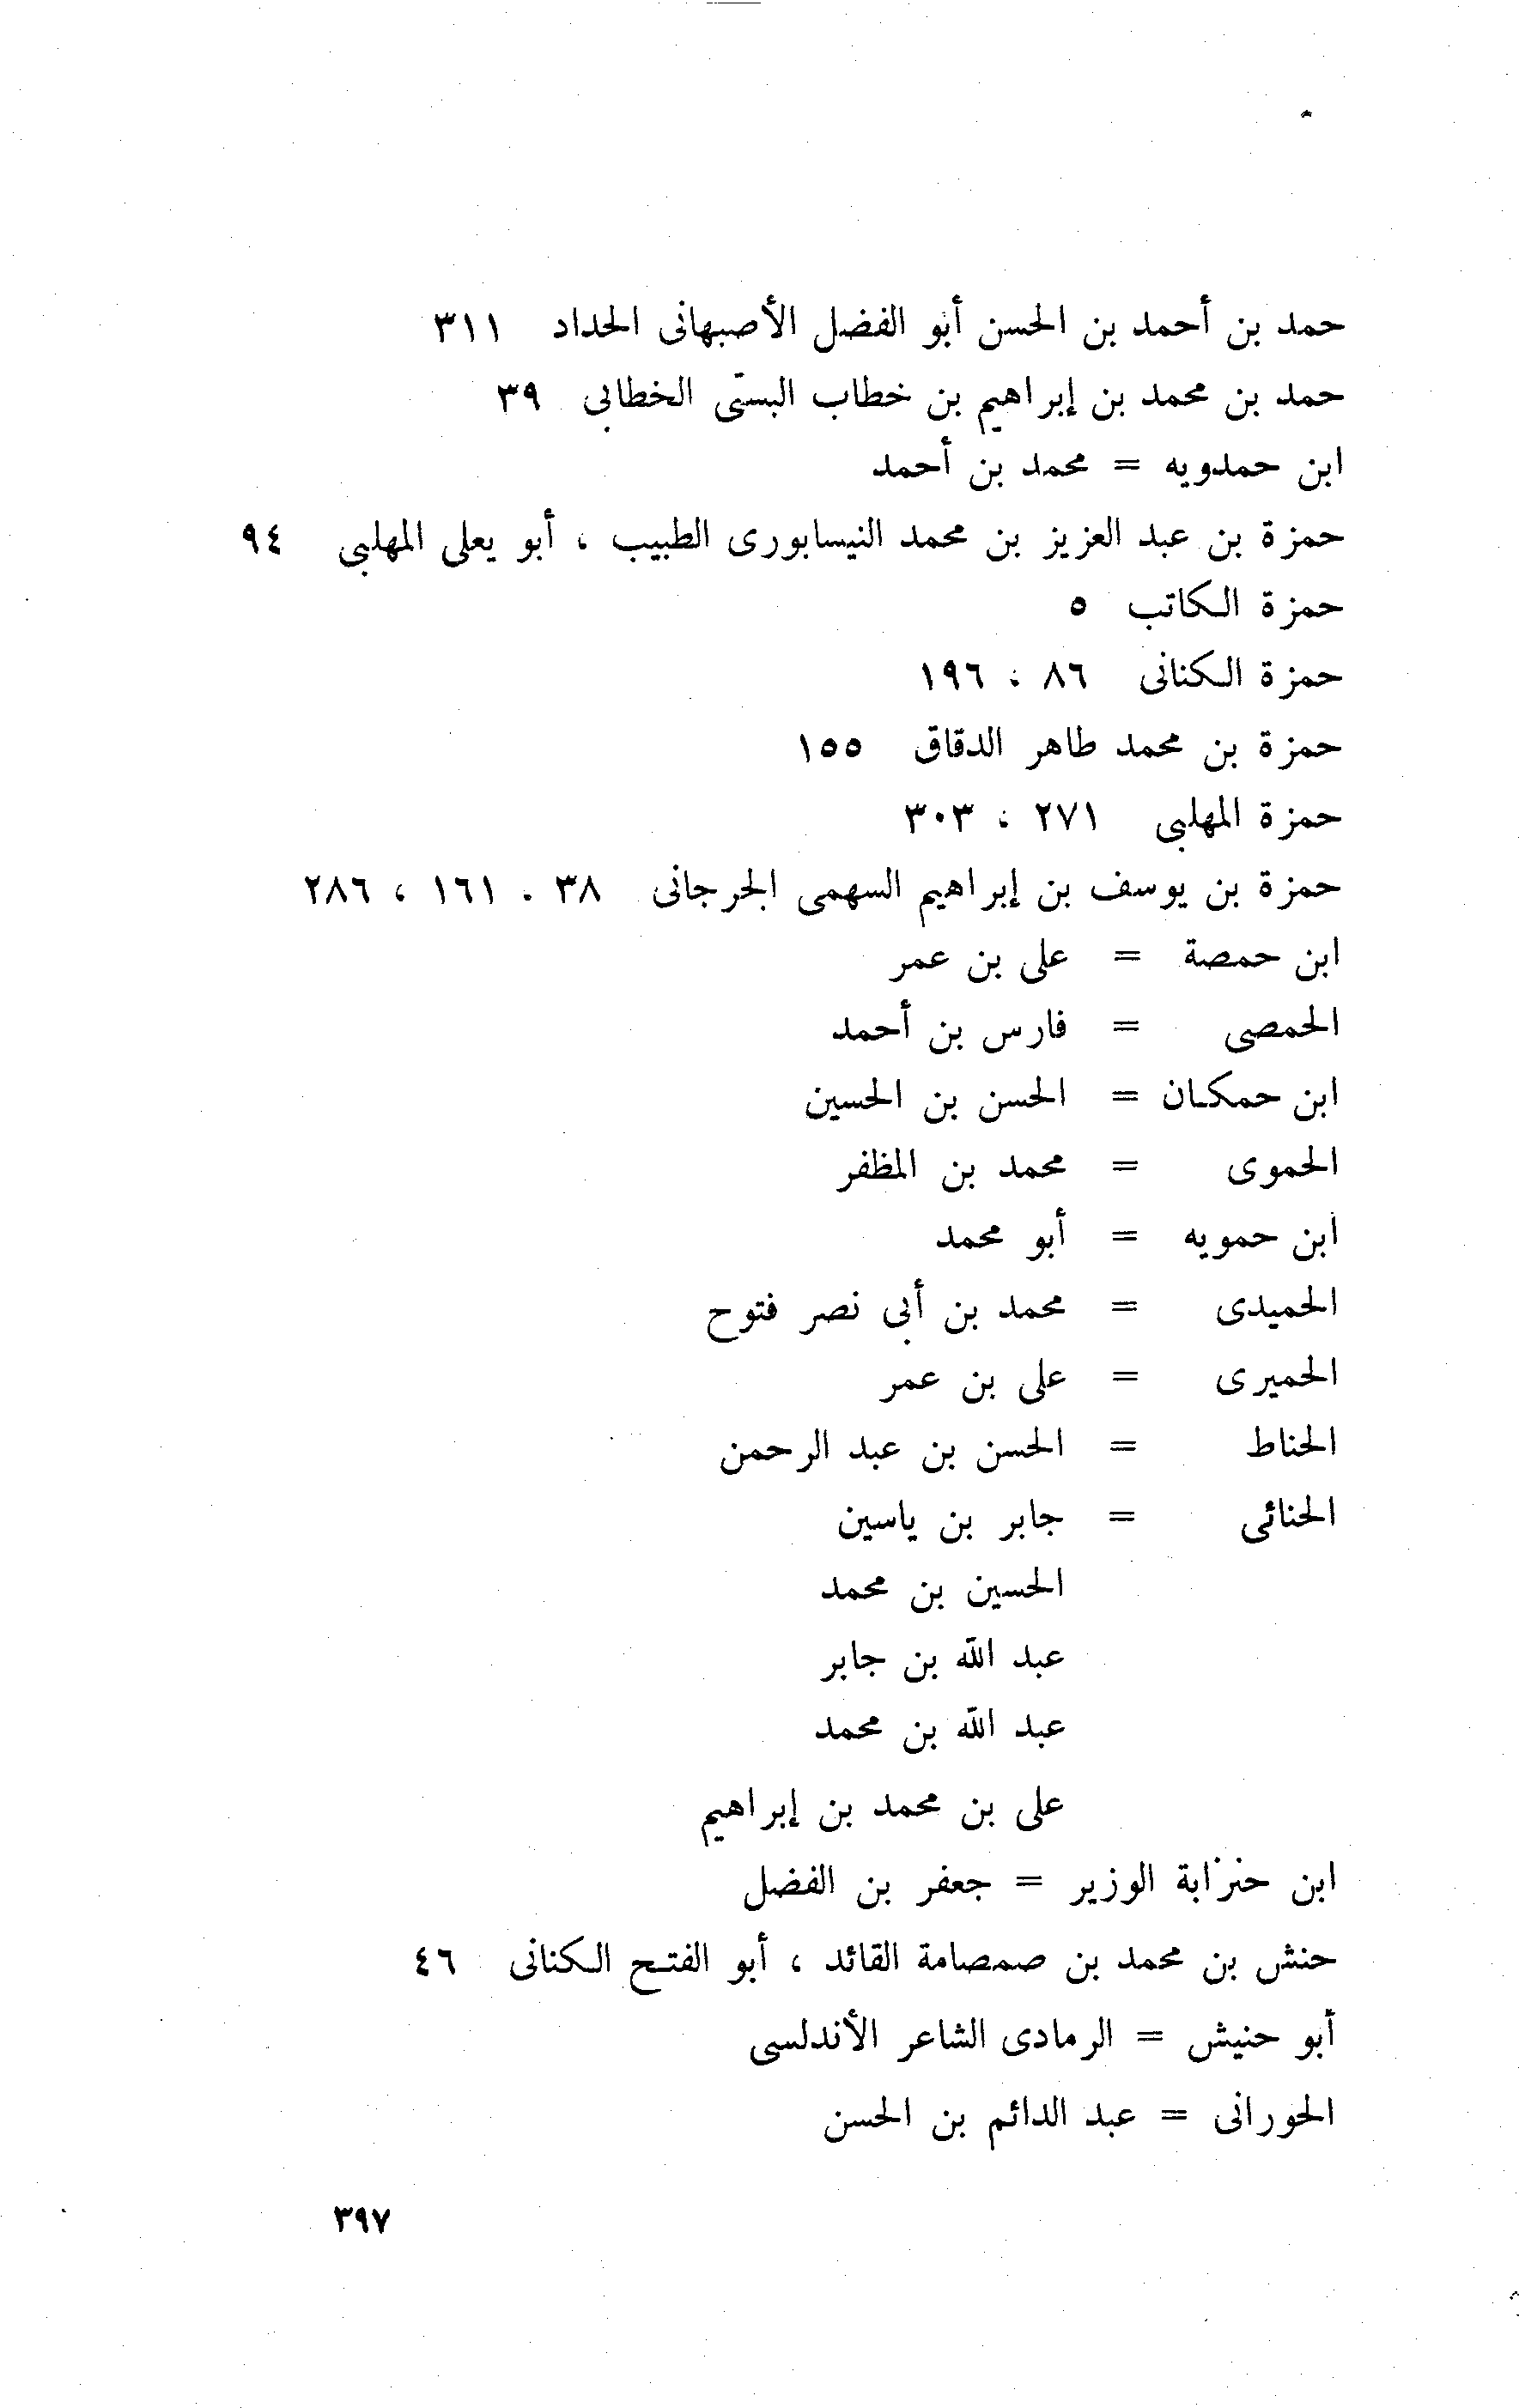 حمد بن أحمد بن الحسن أبو الفضل الأصبهانى الحداد ٣١١
حمد بن محمد بن إبراهيم بن خطاب البستى الخطابى ٣٩
ابن حمدويه = محمد بن أحمد
حمزة بن عبد العزيز بن محمد النيسابورى الطبيب ، أبو يعلى المهلبى ٩٤
حمزة الكاتب ٥
حمزة الكنانى ٨٦ ، ١٩٦
حمزة بن محمد طاهر الدقاق ١٥٥
حمزة المهلبى ٢٧١ ، ٣٠٣
حمزة بن يوسف بن إبراهيم السهمى الجرجانى ٣٨ ، ١٦١ ، ٢٨٦
ابن حمصة = على بن عمر
الحمصى = فارس بن أحمد
ابن حمكان = الحسن بن الحسين
الحموى = محمد بن المظفر
ابن حمويه = أبو محمد
الحميدى = محمد بن أبى نصر فتوح
الحميرى = على بن عمر
الحناط = الحسن بن عبد الرحمن
الحنائى = جابر بن ياسين
الحسين بن محمد
عبد الله بن جابر
عبد الله بن محمد
على بن محمد بن إبراهيم
ابن حنزابة الوزير = جعفر بن الفضل
حنش بن محمد بن صمصامة القائد ، أبو الفتح الكنانى ٤٦
أبو حنيش = الرمادى الشاعر الأندلسى
الحورانى = عبد الدائم بن الحسن
٣٩٧